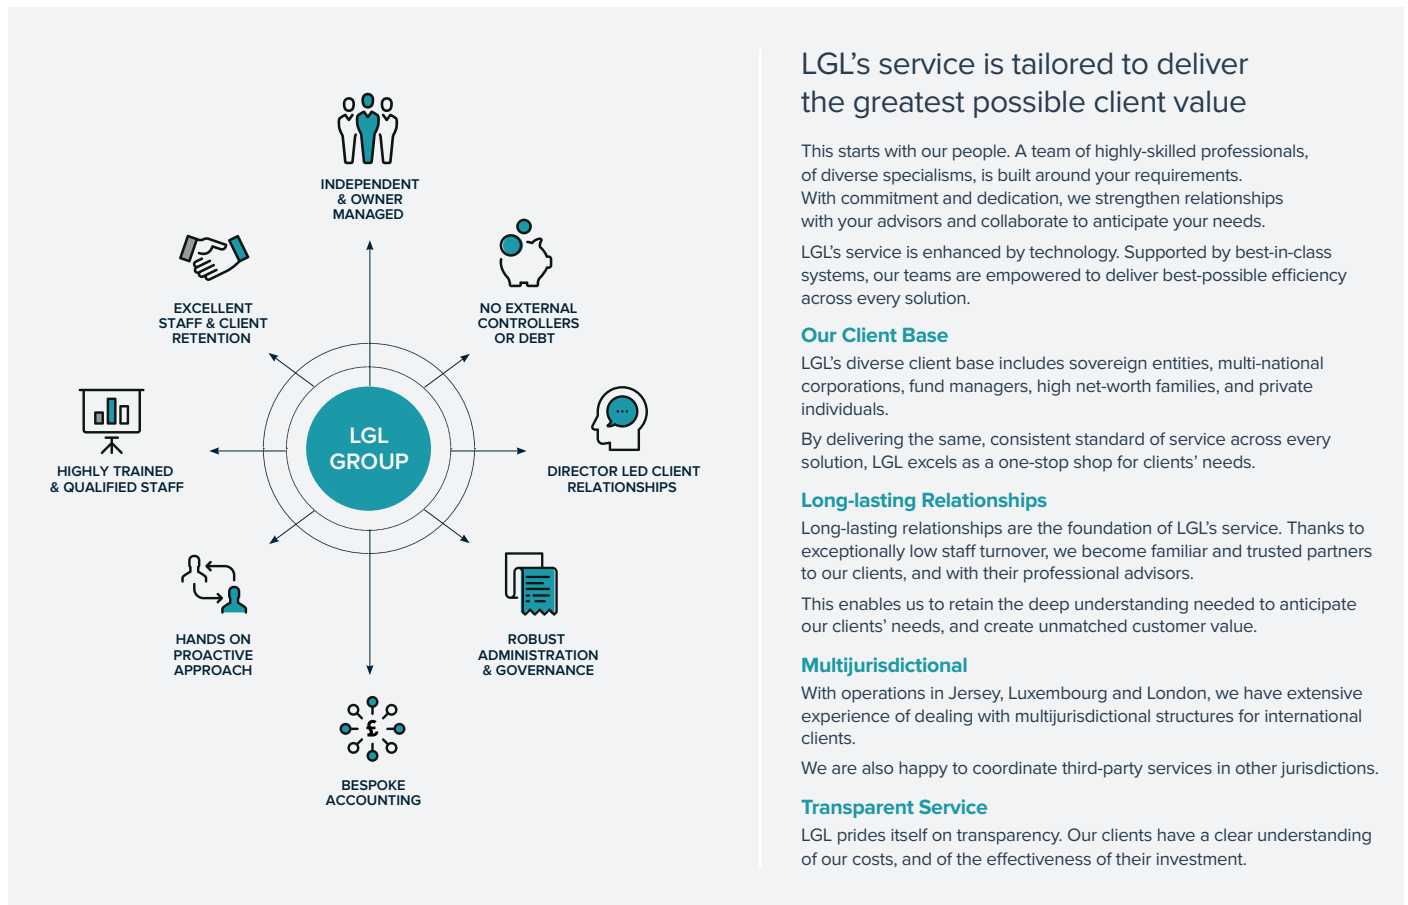 INDEPENDENT
& OWNER
MANAGED
EXCELLENT
STAFF & CLIENT
RETENTION
NO EXTERNAL
CONTROLLERS
OR DEBT
LGL
GROUP
HIGHLY TRAINED
& QUALIFIED STAFF
DIRECTOR LED CLIENT
RELATIONSHIPS
HANDS ON
PROACTIVE
APPROACH
ROBUST
ADMINISTRATION
& GOVERNANCE
£
BESPOKE
ACCOUNTING
LGL’s service is tailored to deliver
the greatest possible client value
This starts with our people. A team of highly-skilled professionals,
of diverse specialisms, is built around your requirements.
With commitment and dedication, we strengthen relationships
with your advisors and collaborate to anticipate your needs.
LGL’s service is enhanced by technology. Supported by best-in-class
systems, our teams are empowered to deliver best-possible efficiency
across every solution.
Our Client Base
LGL’s diverse client base includes sovereign entities, multi-national
corporations, fund managers, high net-worth families, and private
individuals.
By delivering the same, consistent standard of service across every
solution, LGL excels as a one-stop shop for clients’ needs.
Long-lasting Relationships
Long-lasting relationships are the foundation of LGL’s service. Thanks to
exceptionally low staff turnover, we become familiar and trusted partners
to our clients, and with their professional advisors.
This enables us to retain the deep understanding needed to anticipate
our clients’ needs, and create unmatched customer value.
Multijurisdictional
With operations in Jersey, Luxembourg and London, we have extensive
experience of dealing with multijurisdictional structures for international
clients.
We are also happy to coordinate third-party services in other jurisdictions.
Transparent Service
LGL prides itself on transparency. Our clients have a clear understanding
of our costs, and of the effectiveness of their investment.